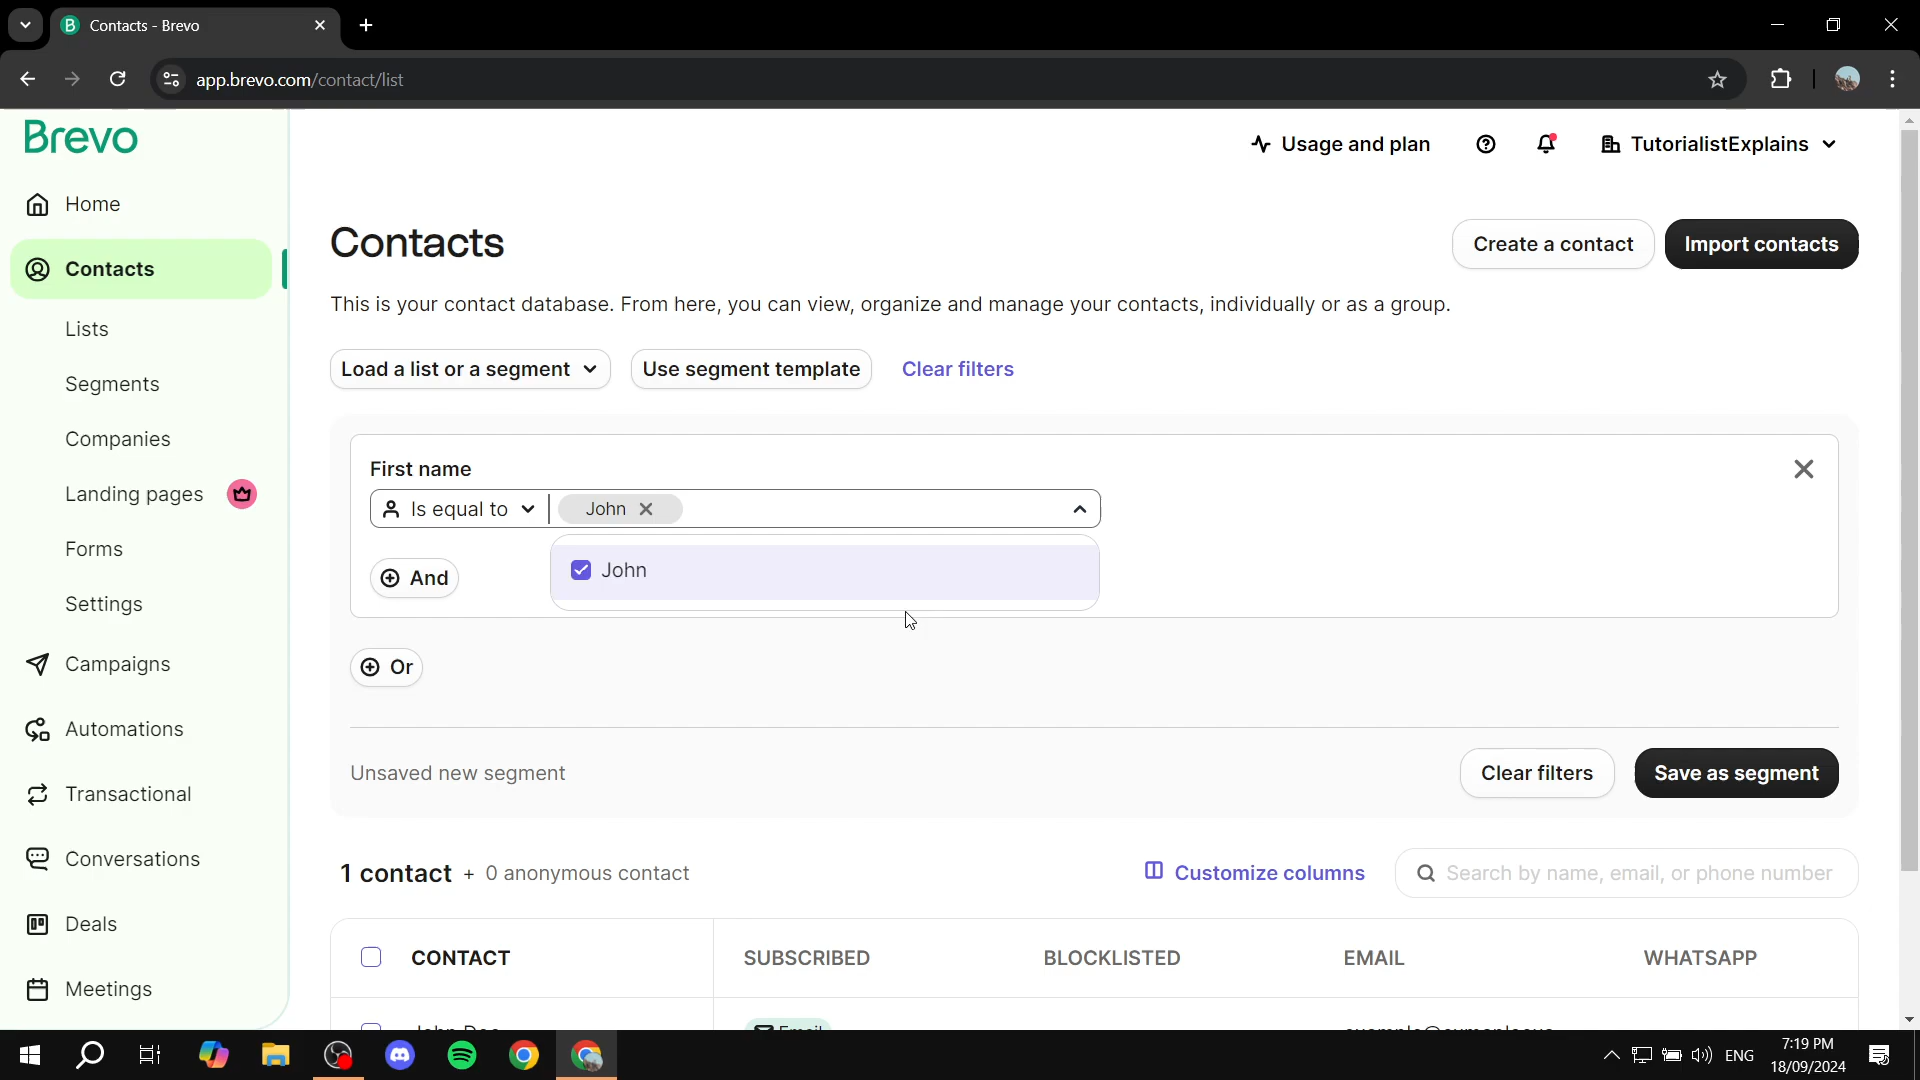 Contacts - Brevo
app.brevo.com/contact/list
Brevo
Usage and plan
TutorialistExplains
Home
Contacts
Lists
Segments
Companies
Landing pages
Forms
Settings
Campaigns
Automations
Transactional
Conversations
Deals
Meetings
Contacts
Create a contact
Import contacts
This is your contact database. From here, you can view, organize and manage your contacts, individually or as a group.
Load a list or a segment
Use segment template
Clear filters
First name
Is equal to
John
And
John
Or
Unsaved new segment
Clear filters
Save as segment
1 contact + 0 anonymous contact
Customize columns
Search by name, email, or phone number
CONTACT
SUBSCRIBED
BLOCKLISTED
EMAIL
WHATSAPP
John Doe
Email
ENG
7:19 PM
18/09/2024